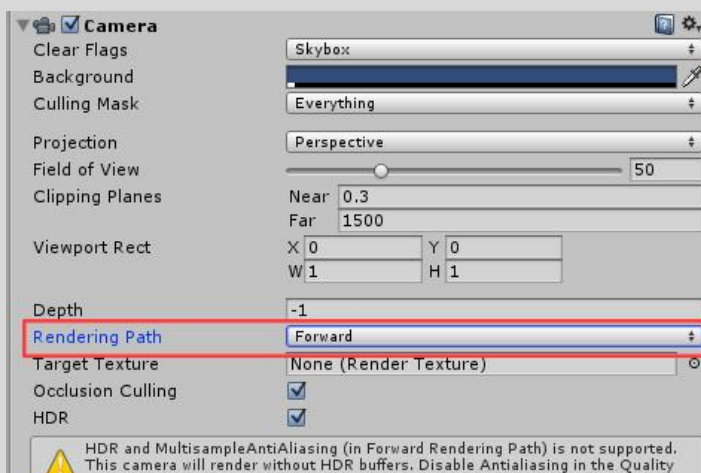 Camera
Clear Flags Skybox
Background
Culling Mask Everything
Projection Perspective
Field of View 50
Clipping Planes Near 0.3
Far 1500
Viewport Rect X 0 Y 0
W 1 H 1
Depth -1
Rendering Path Forward
Target Texture None (Render Texture)
Occlusion Culling
HDR
HDR and MultisampleAntiAliasing (in Forward Rendering Path) is not supported.
This camera will render without HDR buffers. Disable Antialiasing in the Quality